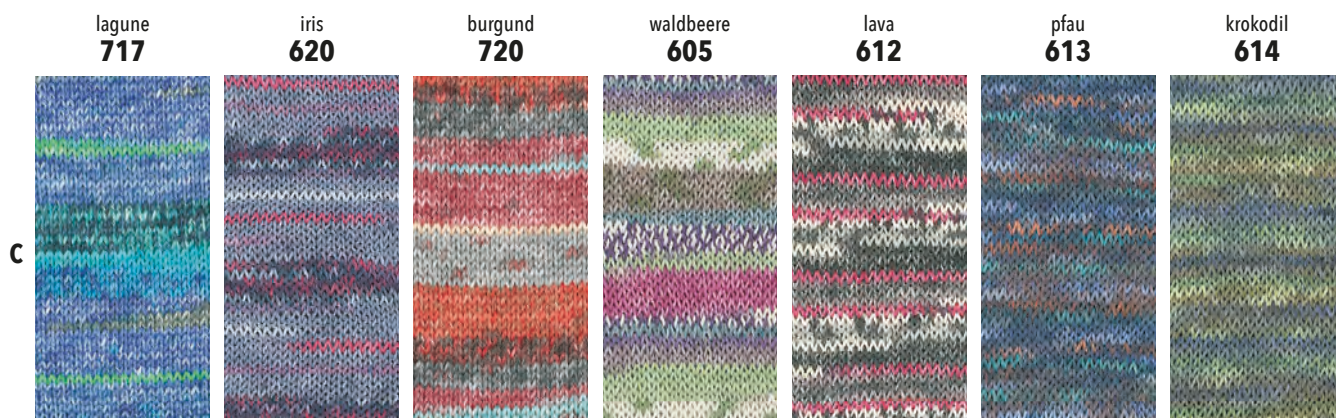 lagune
717
iris
620
burgund
720
waldbeere
605
lava
612
pfau
613
krokodil
614
C